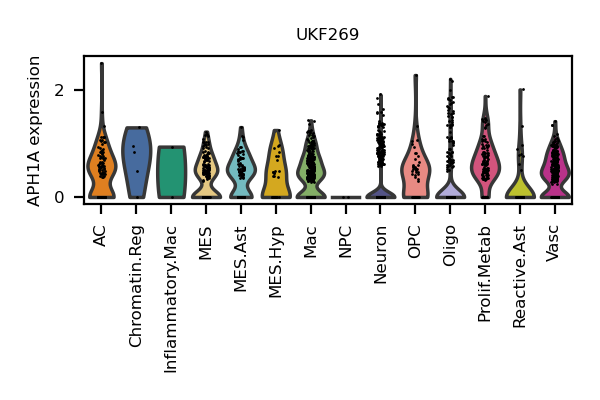 UKF269
APH1A expression
2
0
AC
Chromatin.Reg
Inflammatory.Mac
MES
MES.Ast
MES.Hyp
Mac
NPC
Neuron
OPC
Oligo
Prolif.Metab
Reactive.Ast
Vasc